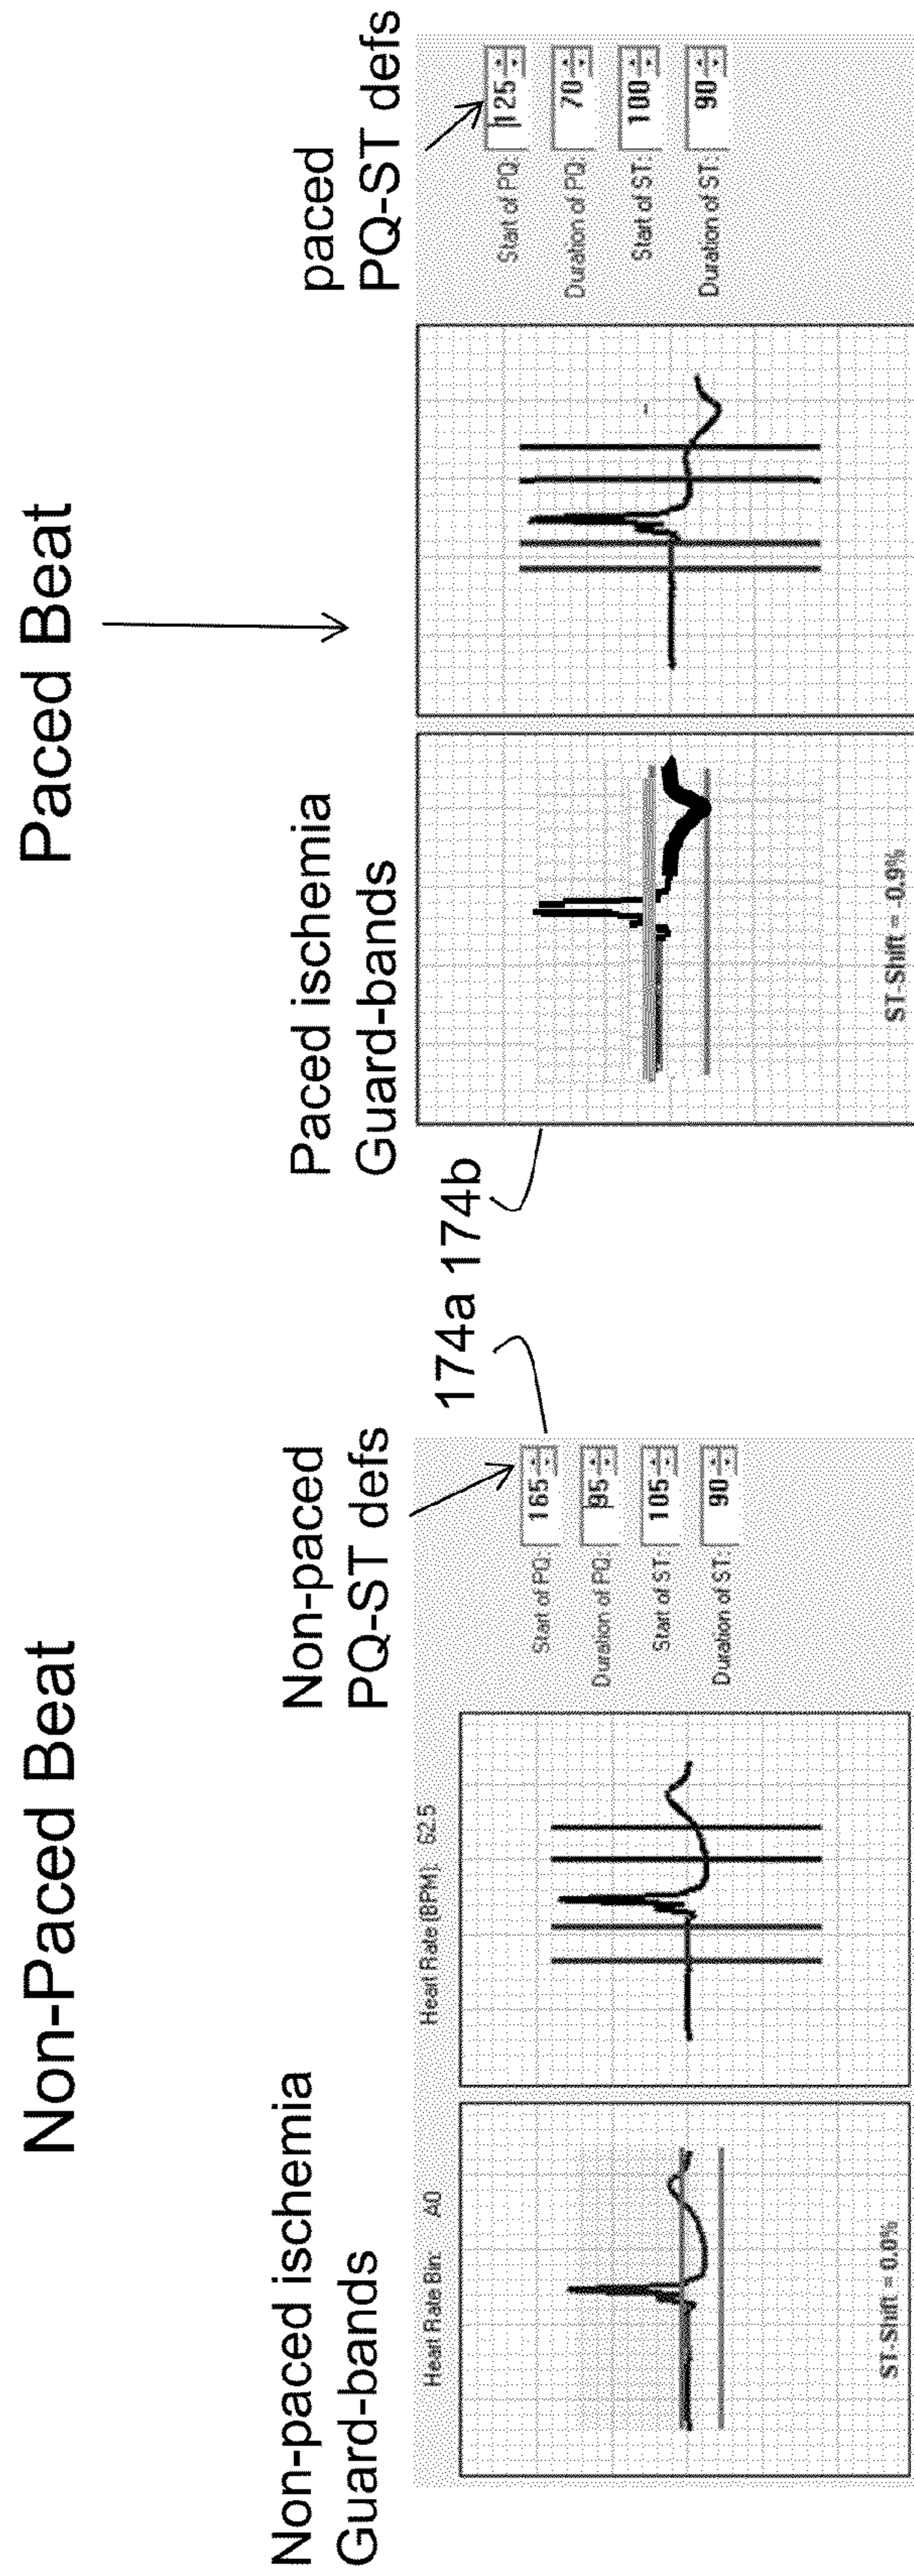 Non-Paced Beat
Non-paced ischemia
Guard-bands
Non-paced
PQ-ST defs
174a
Heart Rate Bin: A0
Heart Rate (BPM): 62.5
ST-Shift = 0.0%
Start of PQ: 165
Duration of PQ: 95
Start of ST: 105
Duration of ST: 90
Paced Beat
Paced ischemia
Guard-bands
paced
PQ-ST defs
174b
ST-Shift = -0.9%
Start of PQ: 125
Duration of PQ: 70
Start of ST: 100
Duration of ST: 90